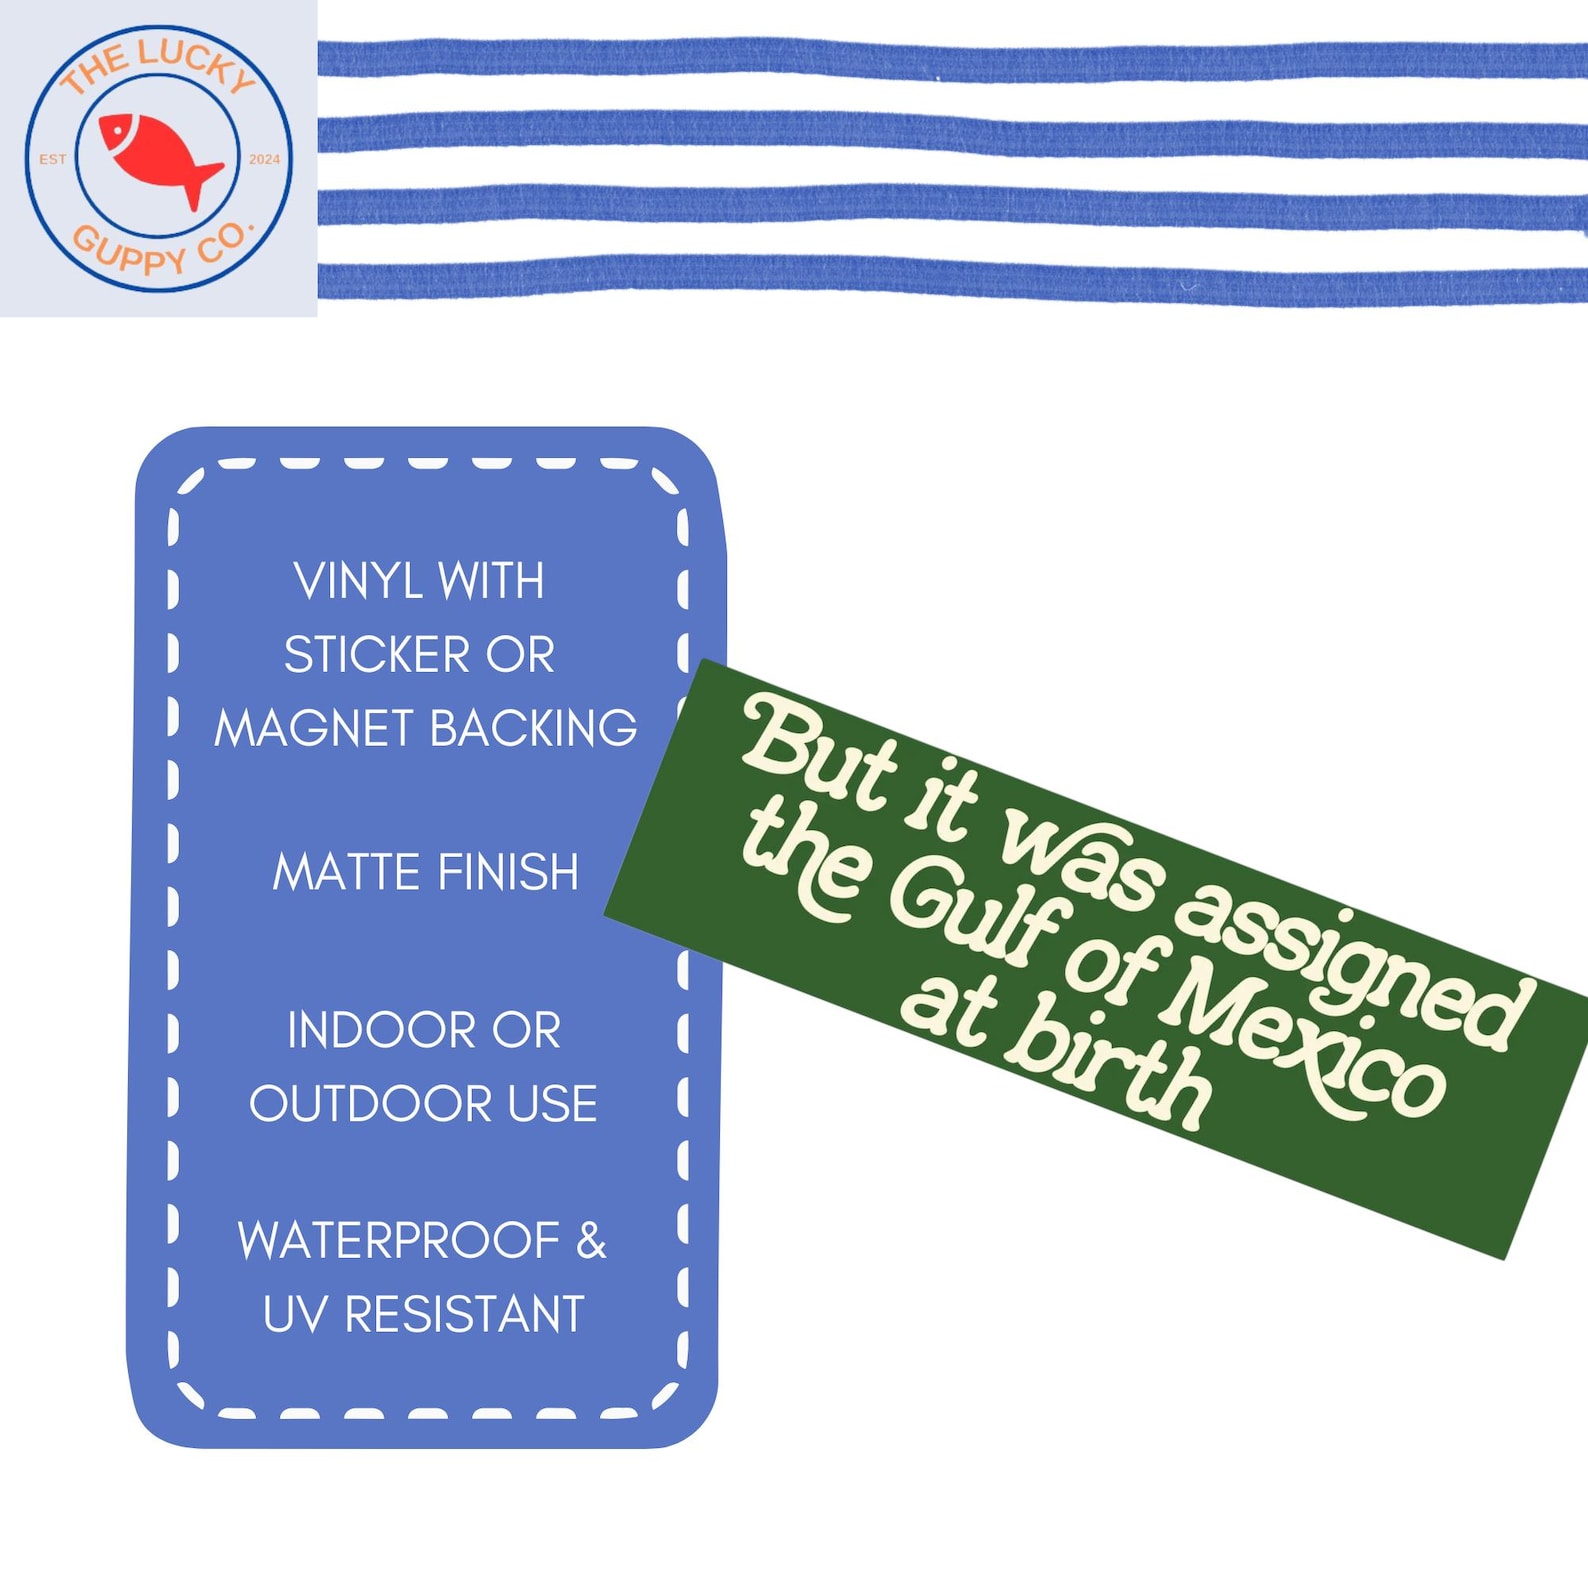 THE LUCKY
EST 2024
GUPPY CO.
VINYL WITH
STICKER OR
MAGNET BACKING
MATTE FINISH
INDOOR OR
OUTDOOR USE
WATERPROOF &
UV RESISTANT
But it was assigned
the Gulf of Mexico
at birth